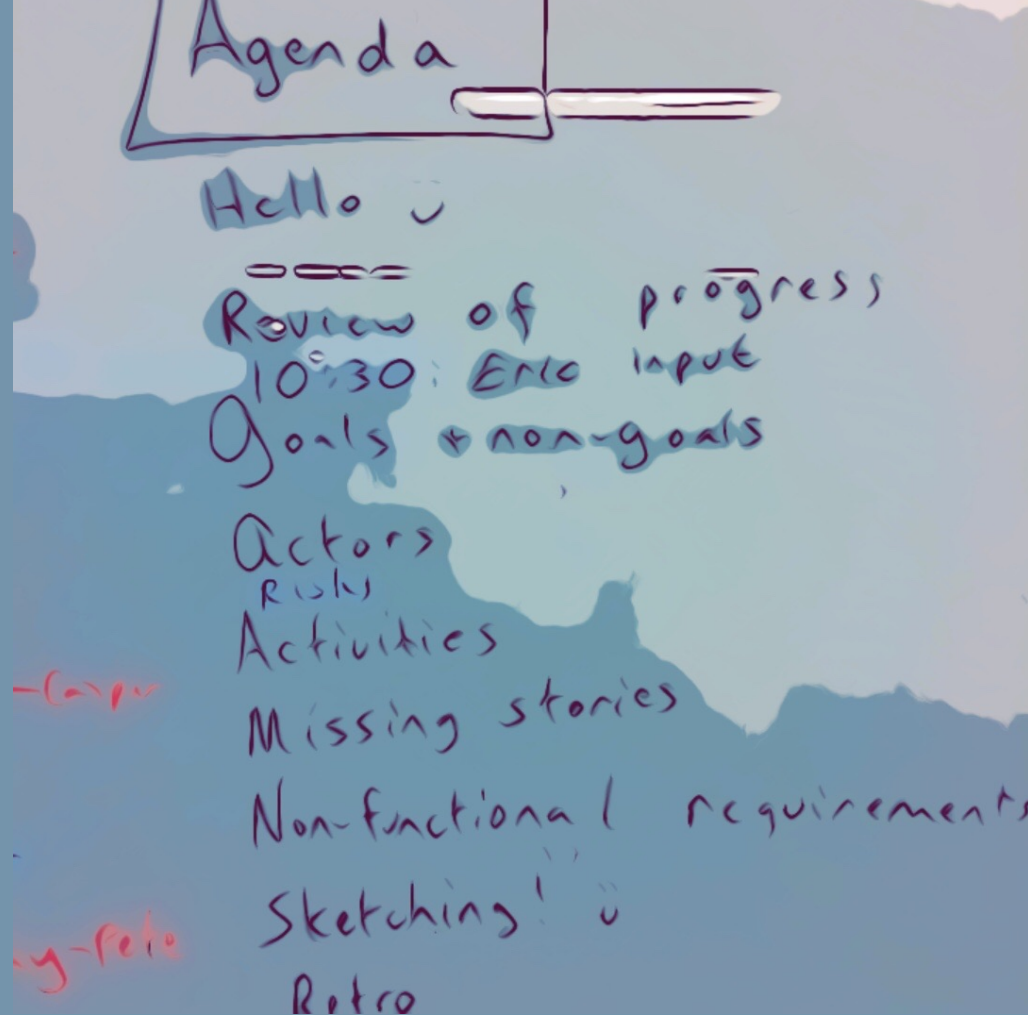 Agenda
Hello
Review of progress
10:30: Eric input
Goals + non-goals
Actors
Risks
Activities
Missing stories
Non-functional requirements
Sketching!
Retro